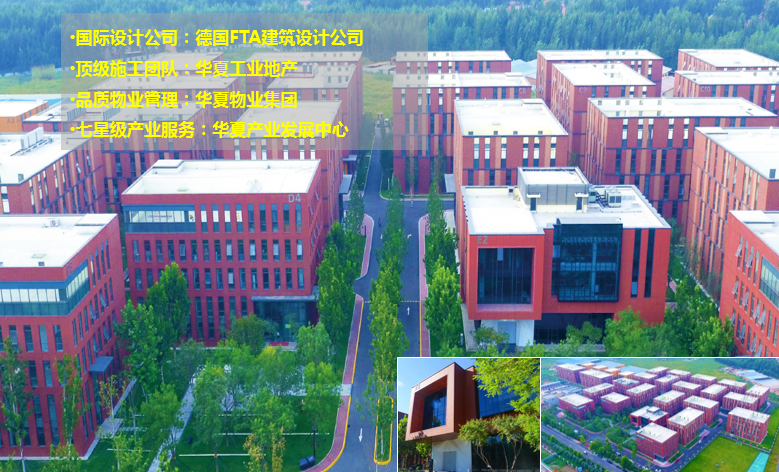 •国际设计公司：德国FTA建筑设计公司
•顶级施工团队：华夏工业地产
•品质物业管理：华夏物业集团
•七星级产业服务：华夏产业发展中心
D4
E2